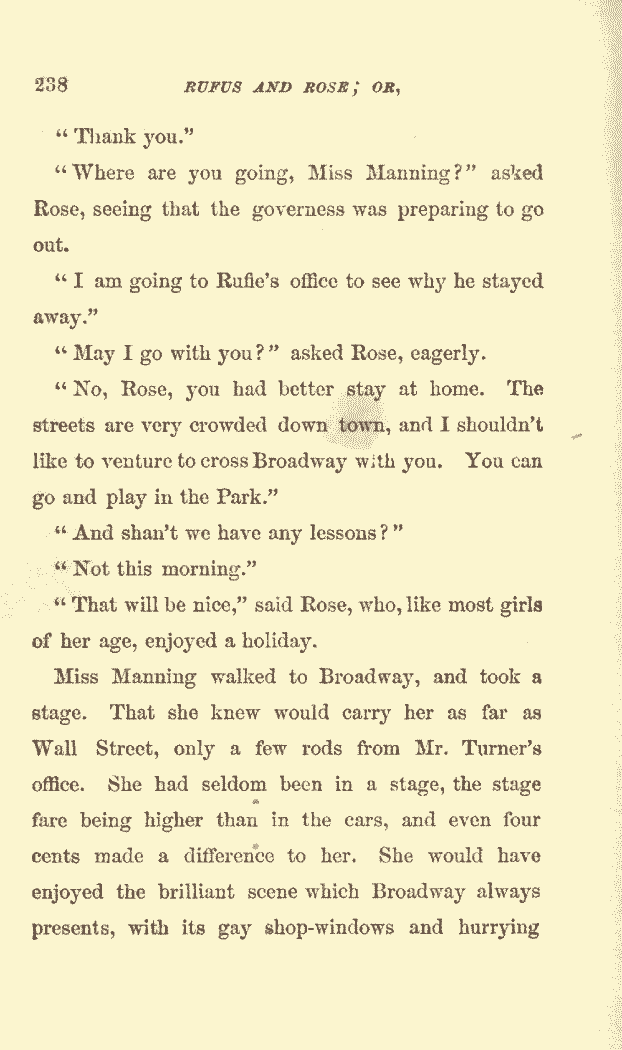 238 RUFUS AND ROSE; OR,
“Thank you.”
“Where are you going, Miss Manning?” asked
Rose, seeing that the governess was preparing to go
out.
“I am going to Rufie’s office to see why he stayed
away.”
“May I go with you?” asked Rose, eagerly.
“No, Rose, you had better stay at home. The
streets are very crowded down town, and I shouldn’t
like to venture to cross Broadway with you. You can
go and play in the Park.”
“And shan’t we have any lessons?”
“Not this morning.”
“That will be nice,” said Rose, who, like most girls
of her age, enjoyed a holiday.
Miss Manning walked to Broadway, and took a
stage. That she knew would carry her as far as
Wall Street, only a few rods from Mr. Turner’s
office. She had seldom been in a stage, the stage
fare being higher than in the cars, and even four
cents made a difference to her. She would have
enjoyed the brilliant scene which Broadway always
presents, with its gay shop-windows and hurrying